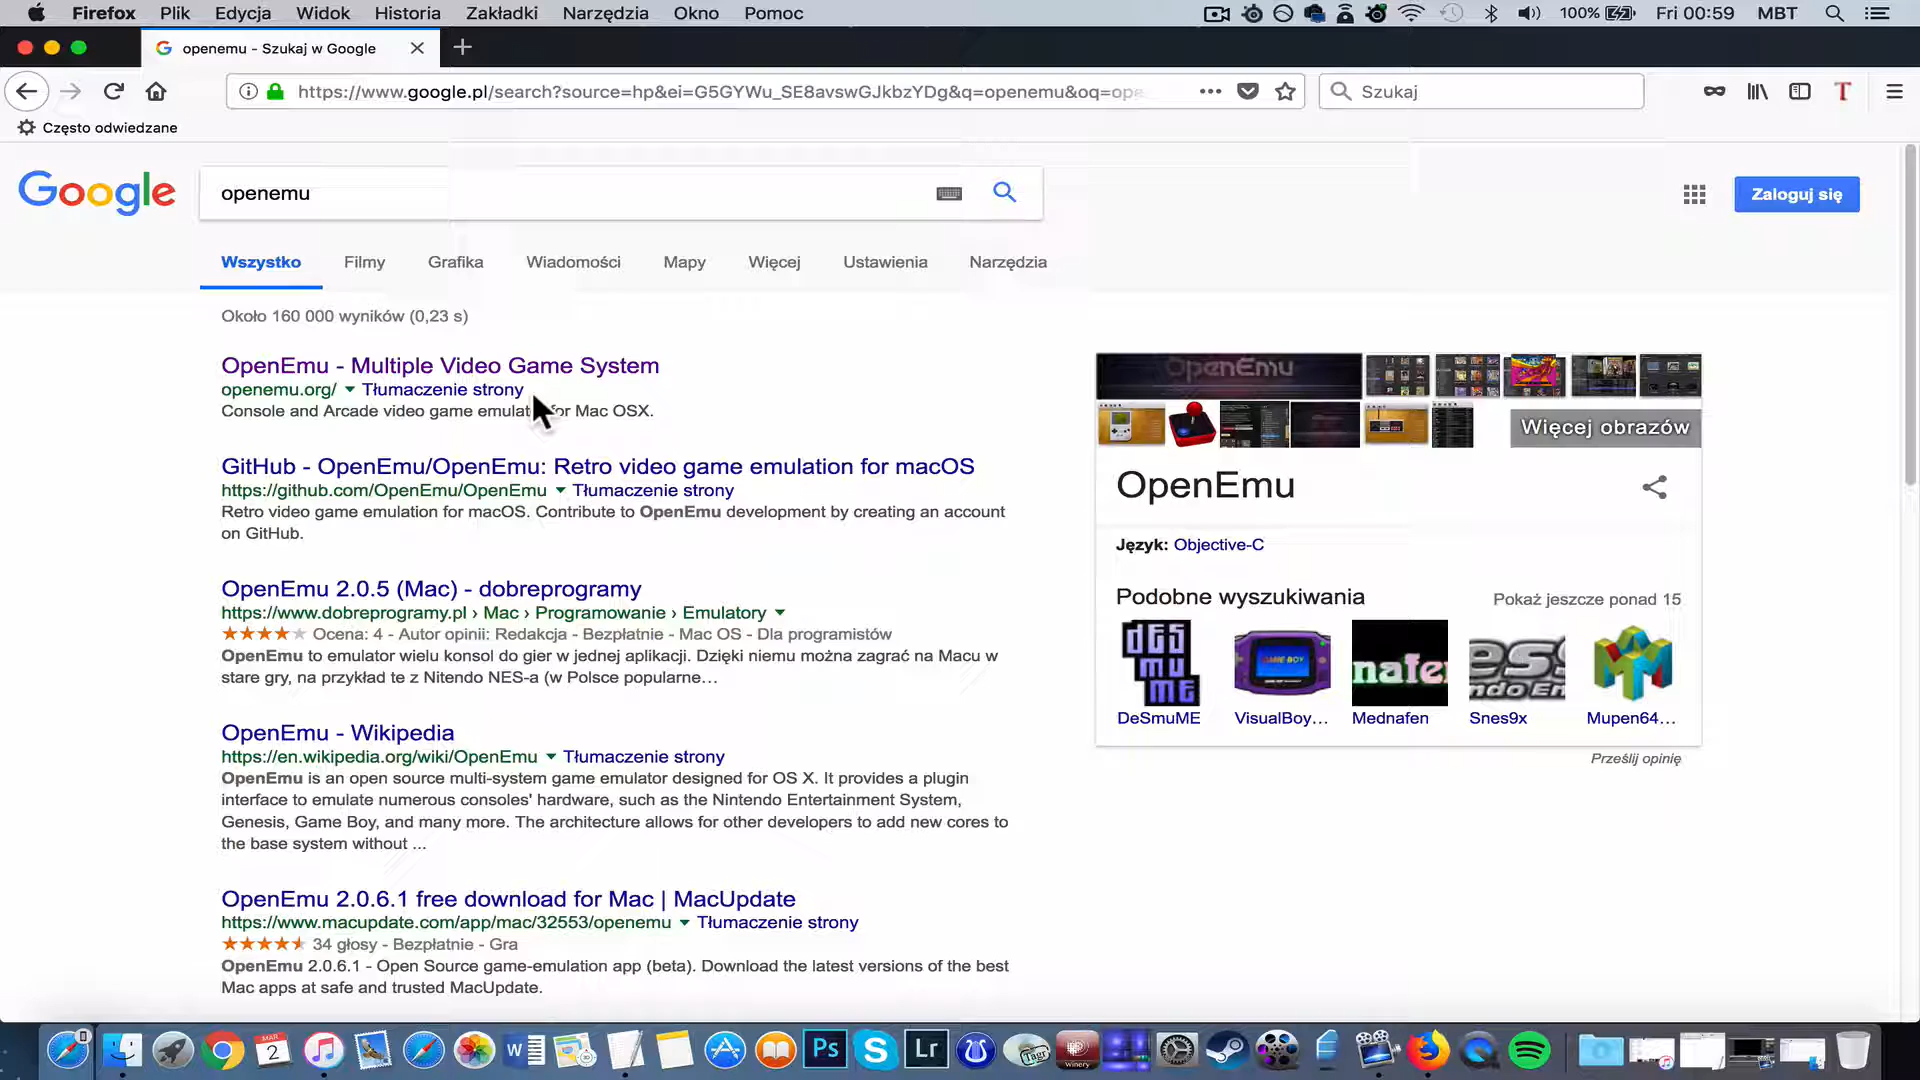 Firefox Plik Edycja Widok Historia Zakładki Narzędzia Okno Pomoc 100% Fri 00:59 MBT
openemu - Szukaj w Google
https://www.google.pl/search?source=hp&ei=G5GYWu_SE8avswGJkbzYDg&q=openemu&oq=ope
Szukaj
Często odwiedzane
Google
openemu
Zaloguj się
Wszystko Filmy Grafika Wiadomości Mapy Więcej Ustawienia Narzędzia
Około 160 000 wyników (0,23 s)
OpenEmu - Multiple Video Game System
openemu.org/ Tłumaczenie strony
Console and Arcade video game emulat for Mac OSX.
GitHub - OpenEmu/OpenEmu: Retro video game emulation for macOS
https://github.com/OpenEmu/OpenEmu Tłumaczenie strony
Retro video game emulation for macOS. Contribute to OpenEmu development by creating an account
on GitHub.
OpenEmu 2.0.5 (Mac) - dobreprogramy
https://www.dobreprogramy.pl › Mac › Programowanie › Emulatory
Ocena: 4 - Autor opinii: Redakcja - Bezpłatnie - Mac OS - Dla programistów
OpenEmu to emulator wielu konsol do gier w jednej aplikacji. Dzięki niemu można zagrać na Macu w
stare gry, na przykład te z Nitendo NES-a (w Polsce popularne…
OpenEmu - Wikipedia
https://en.wikipedia.org/wiki/OpenEmu Tłumaczenie strony
OpenEmu is an open source multi-system game emulator designed for OS X. It provides a plugin
interface to emulate numerous consoles' hardware, such as the Nintendo Entertainment System,
Genesis, Game Boy, and many more. The architecture allows for other developers to add new cores to
the base system without ...
OpenEmu 2.0.6.1 free download for Mac | MacUpdate
https://www.macupdate.com/app/mac/32553/openemu Tłumaczenie strony
34 głosy - Bezpłatnie - Gra
OpenEmu 2.0.6.1 - Open Source game-emulation app (beta). Download the latest versions of the best
Mac apps at safe and trusted MacUpdate.
OpenEmu
Więcej obrazów
OpenEmu
Język: Objective-C
Podobne wyszukiwania Pokaż jeszcze ponad 15
DeSmuME VisualBoy... Mednafen Snes9x Mupen64...
Prześlij opinię
MAR 2 W Ps S Lr Tagr Winery